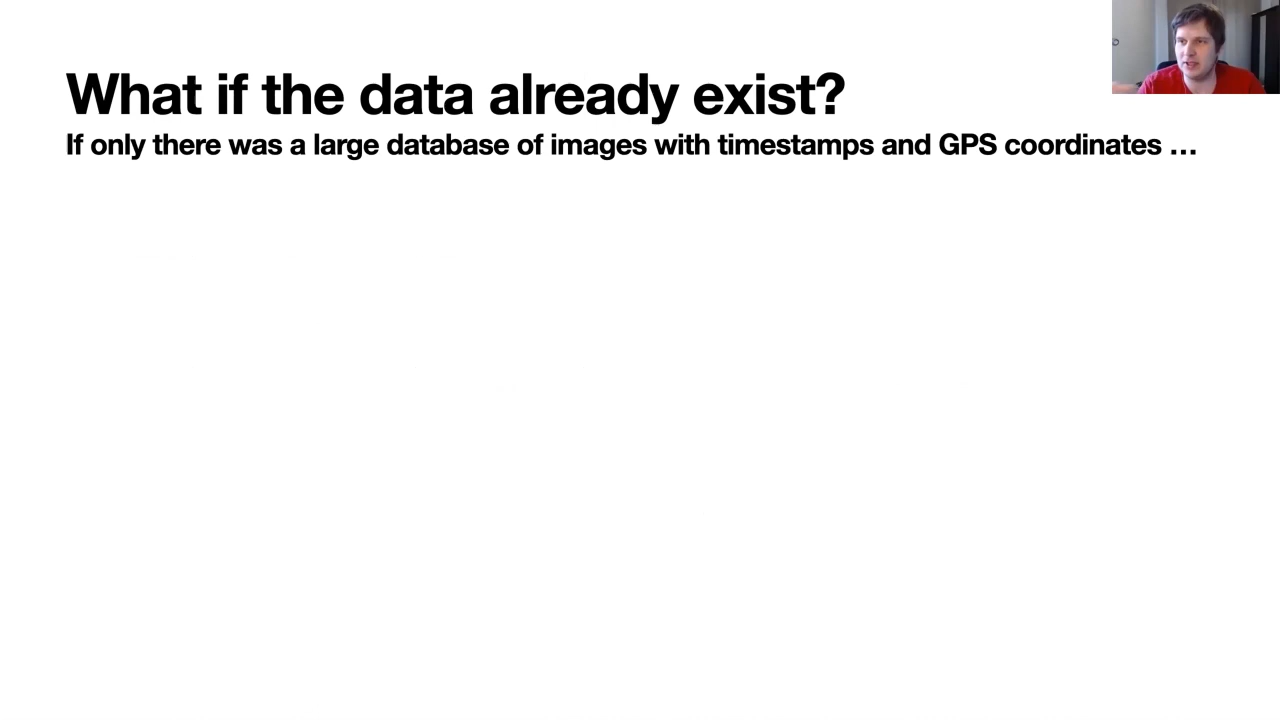 What if the data already exist?
If only there was a large database of images with timestamps and GPS coordinates …